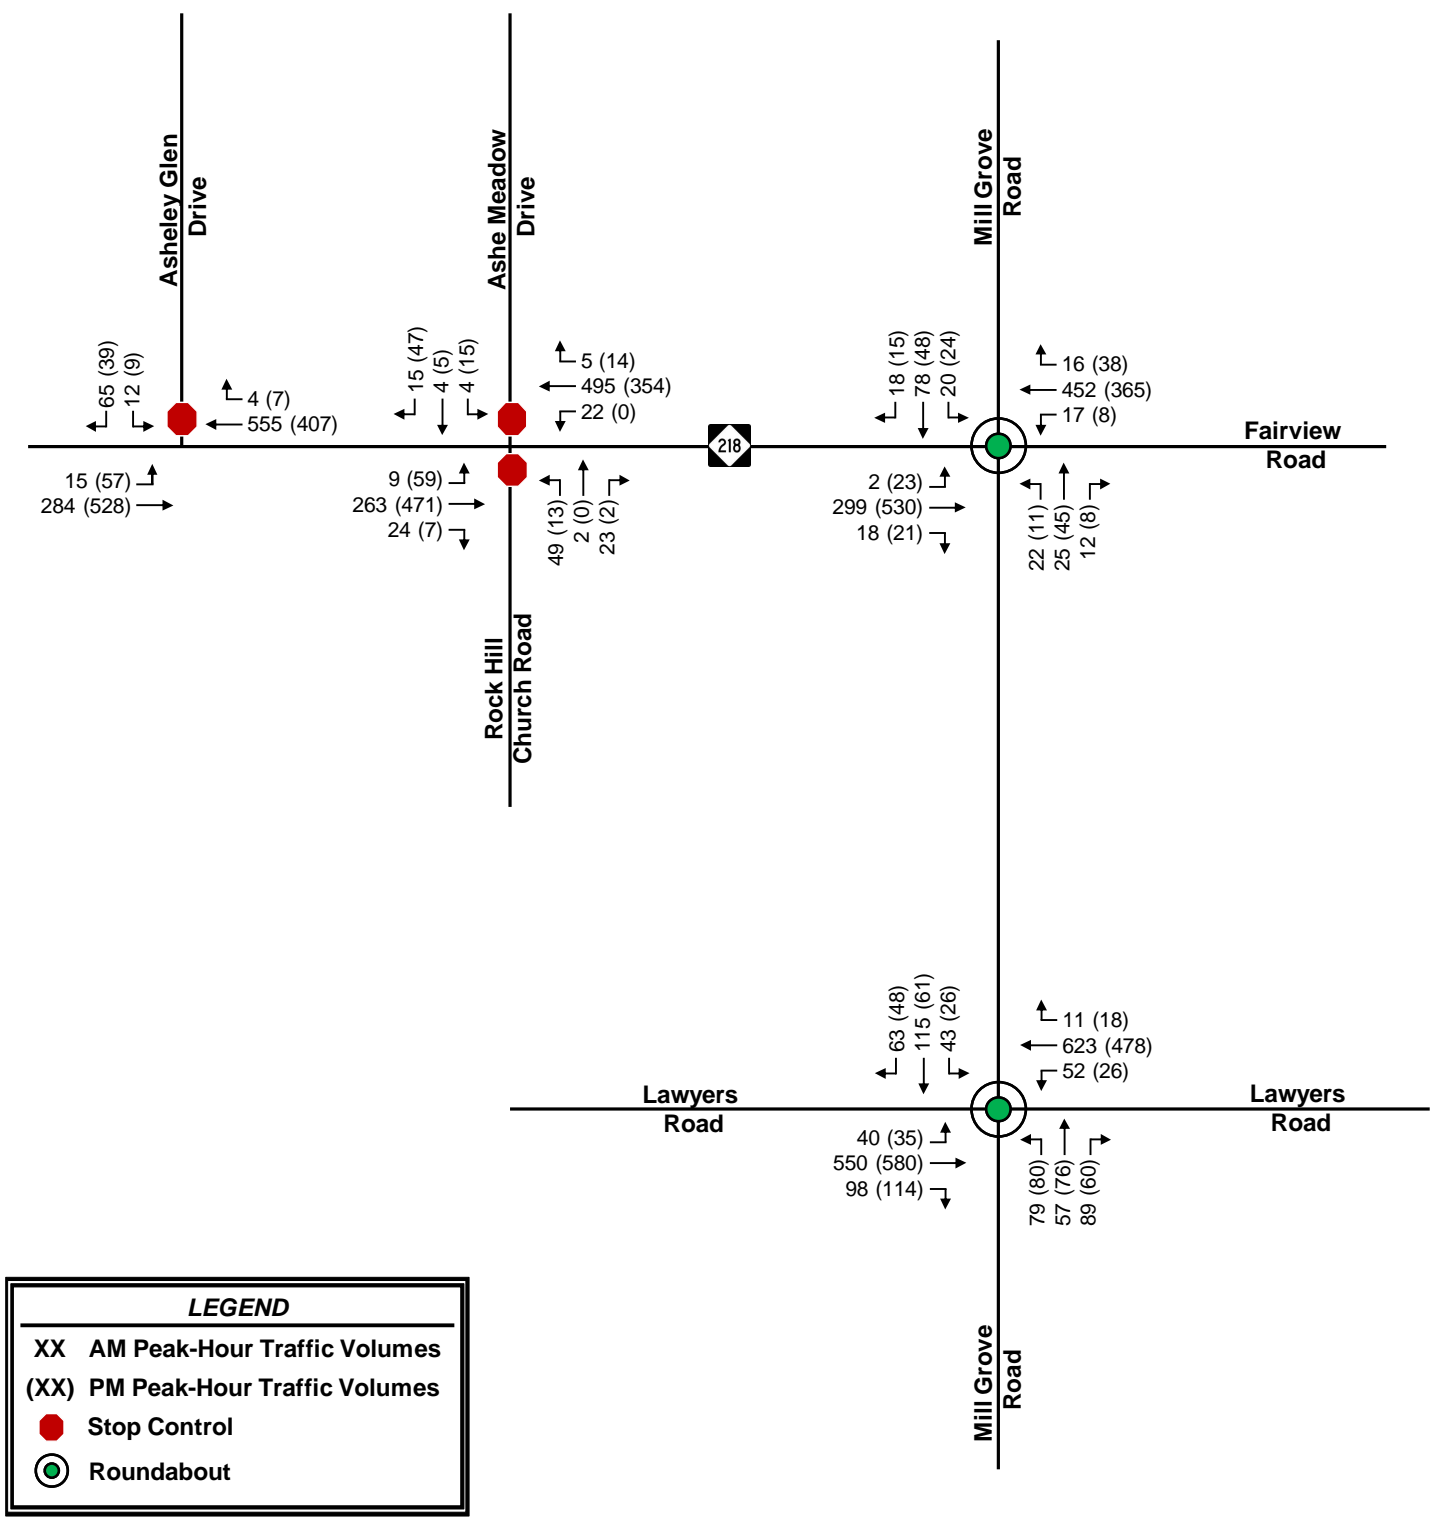 Asheley Glen
Drive
Ashe Meadow
Drive
Mill Grove
Road
65 (39)
12 (9)
4 (7)
555 (407)
15 (57)
284 (528)
15 (47)
4 (5)
4 (15)
5 (14)
495 (354)
22 (0)
9 (59)
263 (471)
24 (7)
49 (13)
2 (0)
23 (2)
218
18 (15)
78 (48)
20 (24)
16 (38)
452 (365)
17 (8)
2 (23)
299 (530)
18 (21)
22 (11)
25 (45)
12 (8)
Fairview
Road
Rock Hill
Church Road
63 (48)
115 (61)
43 (26)
11 (18)
623 (478)
52 (26)
Lawyers
Road
Lawyers
Road
40 (35)
550 (580)
98 (114)
79 (80)
57 (76)
89 (60)
Mill Grove
Road
LEGEND
XX AM Peak-Hour Traffic Volumes
(XX) PM Peak-Hour Traffic Volumes
Stop Control
Roundabout